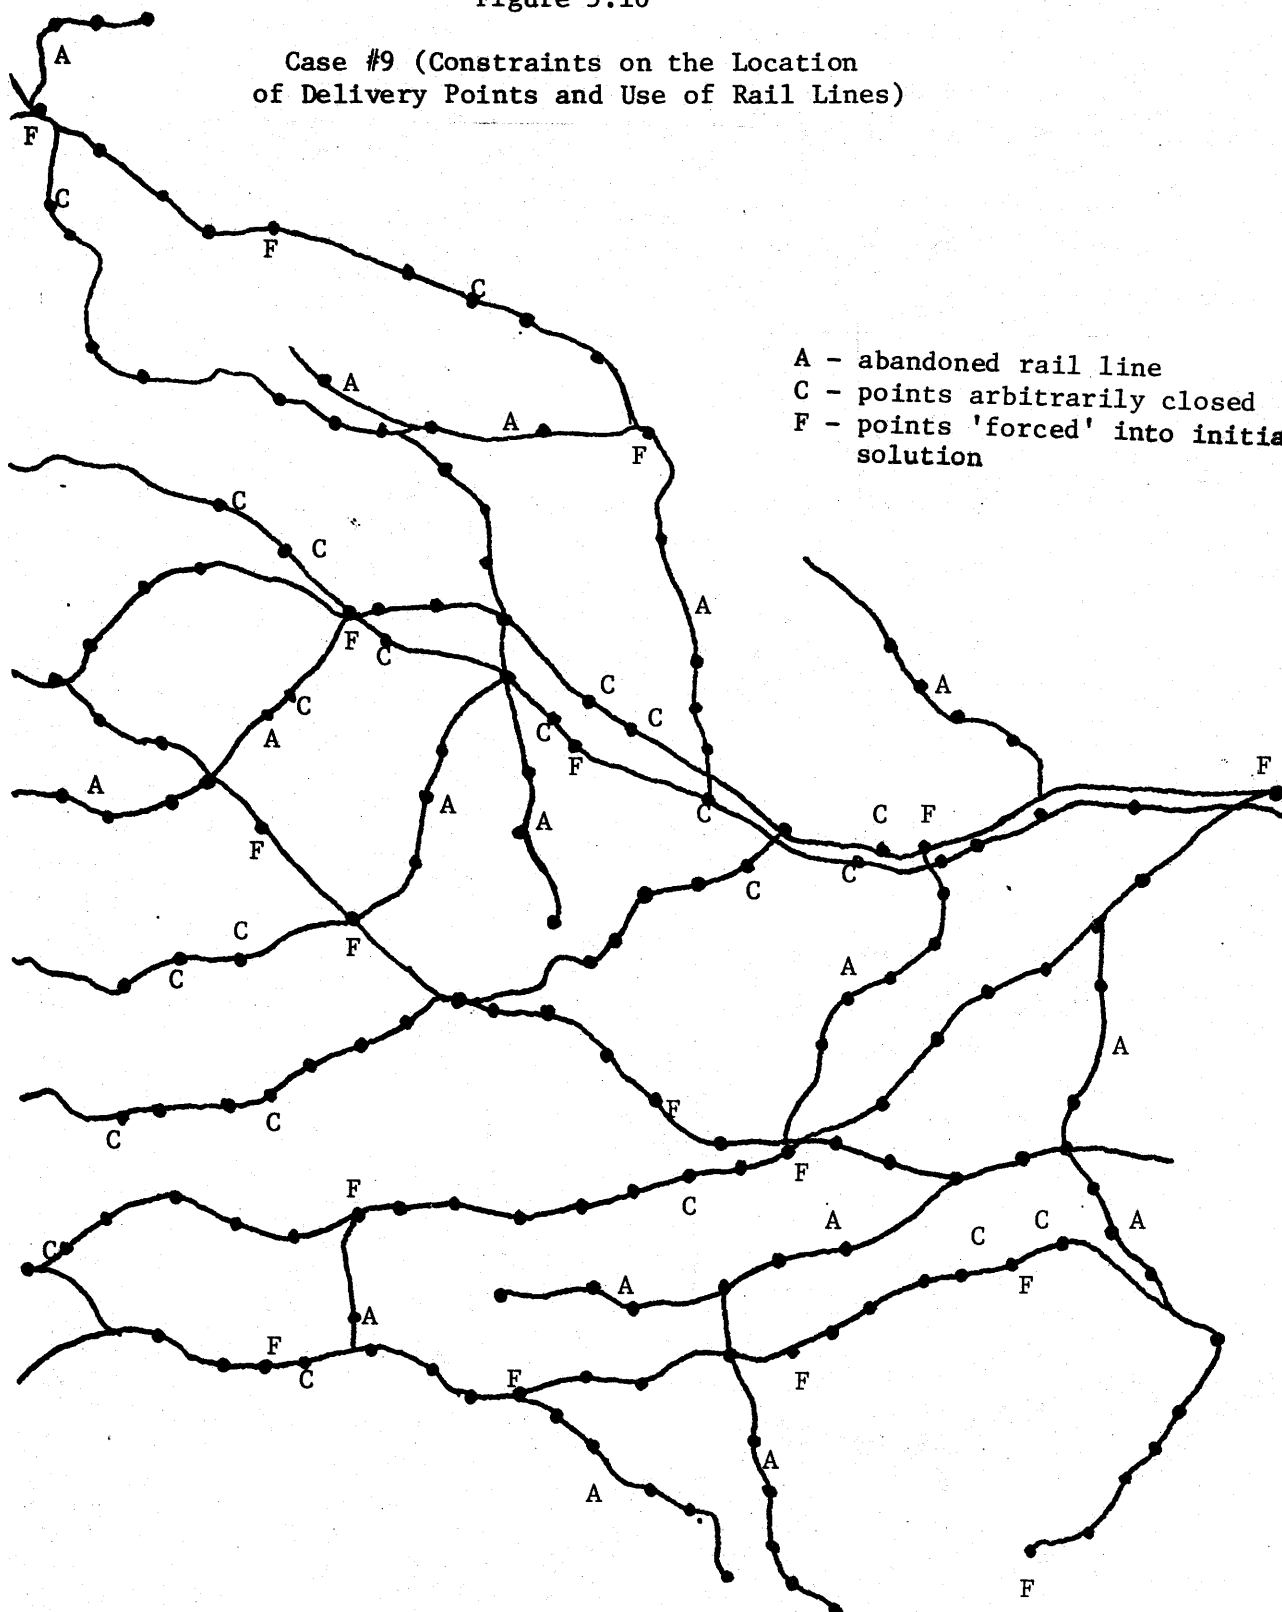 Figure
A
Case #9 (Constraints on the Location
of Delivery Points and Use of Rail Lines)
F
C
F
C
A - abandoned rail line
C - points arbitrarily closed
F - points 'forced' into initia
solution
A
A
F
C
C
A
F
C
C
A
C
C
C
A
F
F
A
A
C
C F
A
F
C
C
C
F
A
C
A
F
C
C
F
F
C
A
C
A
C
C
A
F
A
F
C
F
F
A
A
F